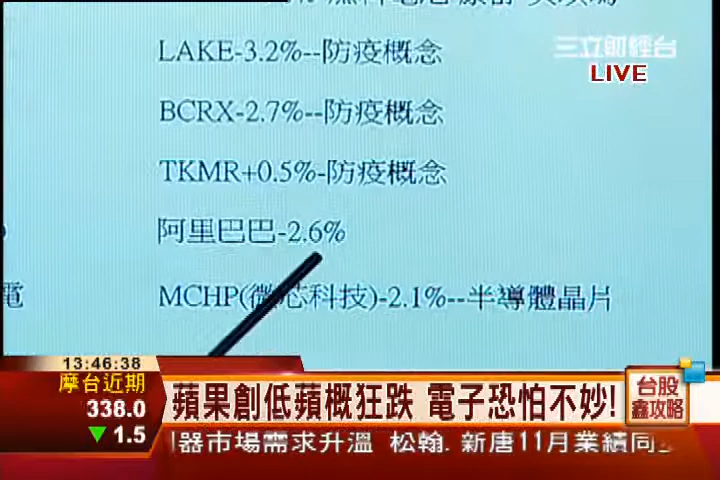 LAKE-3.2%--防疫概念
三立財經台
LIVE
BCRX-2.7%--防疫概念
TKMR+0.5%-防疫概念
阿里巴巴-2.6%
電
MCHP(微芯科技)-2.1%--半導體晶片
13:46:38
摩台近期
338.0
▼1.5
蘋果創低蘋概狂跌 電子恐怕不妙!
台股
鑫攻略
器市場需求升溫 松翰. 新唐11月業績同